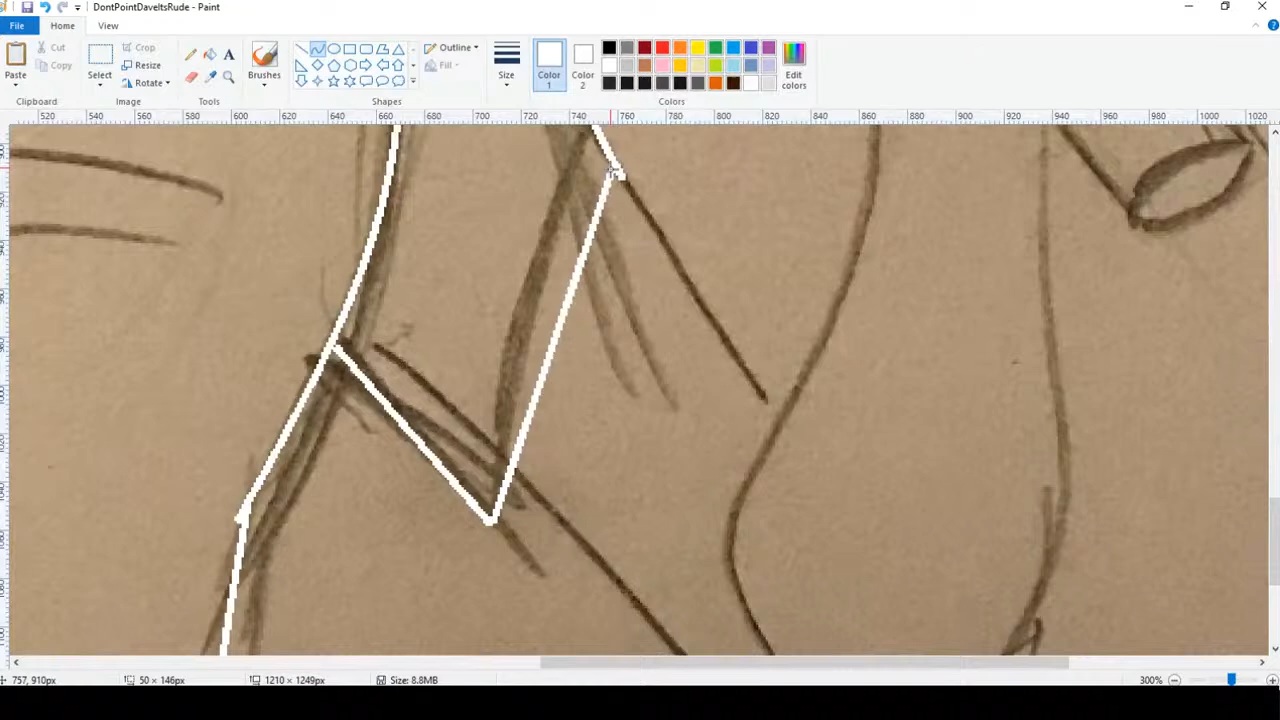 DontPointDaveItsRude - Paint
File Home View
Paste
Cut
Copy
Clipboard
Select
Crop
Resize
Rotate
Image
A
Tools
Brushes
Outline
Fill
Shapes
Size
Color 1
Color 2
Edit colors
Colors
520 540 560 580 600 620 640 660 680 700 720 740 760 780 800 820 840 860 880 900 920 940 960 980 1000 1020
757, 910px 50 × 146px 1210 × 1249px Size: 8.8MB 300%